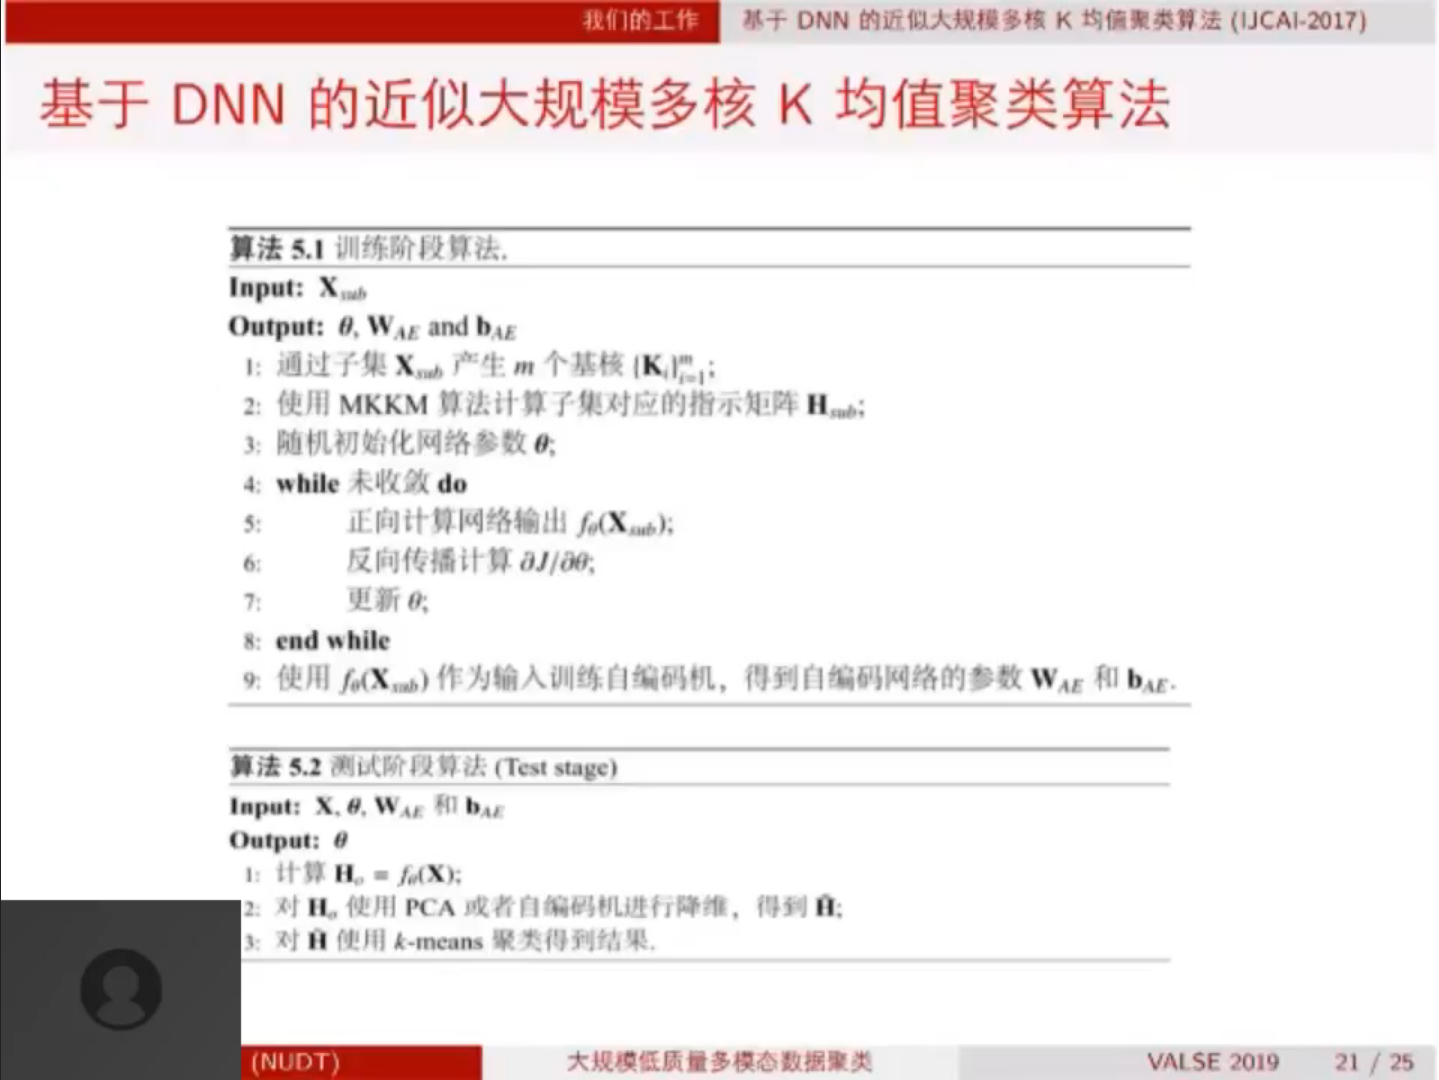 我们的工作 基于 DNN 的近似大规模多核 K 均值聚类算法 (IJCAI-2017)
基于 DNN 的近似大规模多核 K 均值聚类算法
算法 5.1 训练阶段算法.
Input: X_sub
Output: θ, W_AE and b_AE
1: 通过子集 X_sub 产生 m 个基核 {K_i}_{i=1}^m;
2: 使用 MKKM 算法计算子集对应的指示矩阵 H_sub;
3: 随机初始化网络参数 θ;
4: while 未收敛 do
5: 正向计算网络输出 f_θ(X_sub);
6: 反向传播计算 ∂J/∂θ;
7: 更新 θ;
8: end while
9: 使用 f_θ(X_sub) 作为输入训练自编码机，得到自编码网络的参数 W_AE 和 b_AE.
算法 5.2 测试阶段算法 (Test stage)
Input: X, θ, W_AE 和 b_AE
Output: θ
1: 计算 H_o = f_θ(X);
2: 对 H_o 使用 PCA 或者自编码机进行降维，得到 H̃;
3: 对 H̃ 使用 k-means 聚类得到结果.
(NUDT) 大规模低质量多模态数据聚类 VALSE 2019 21 / 25